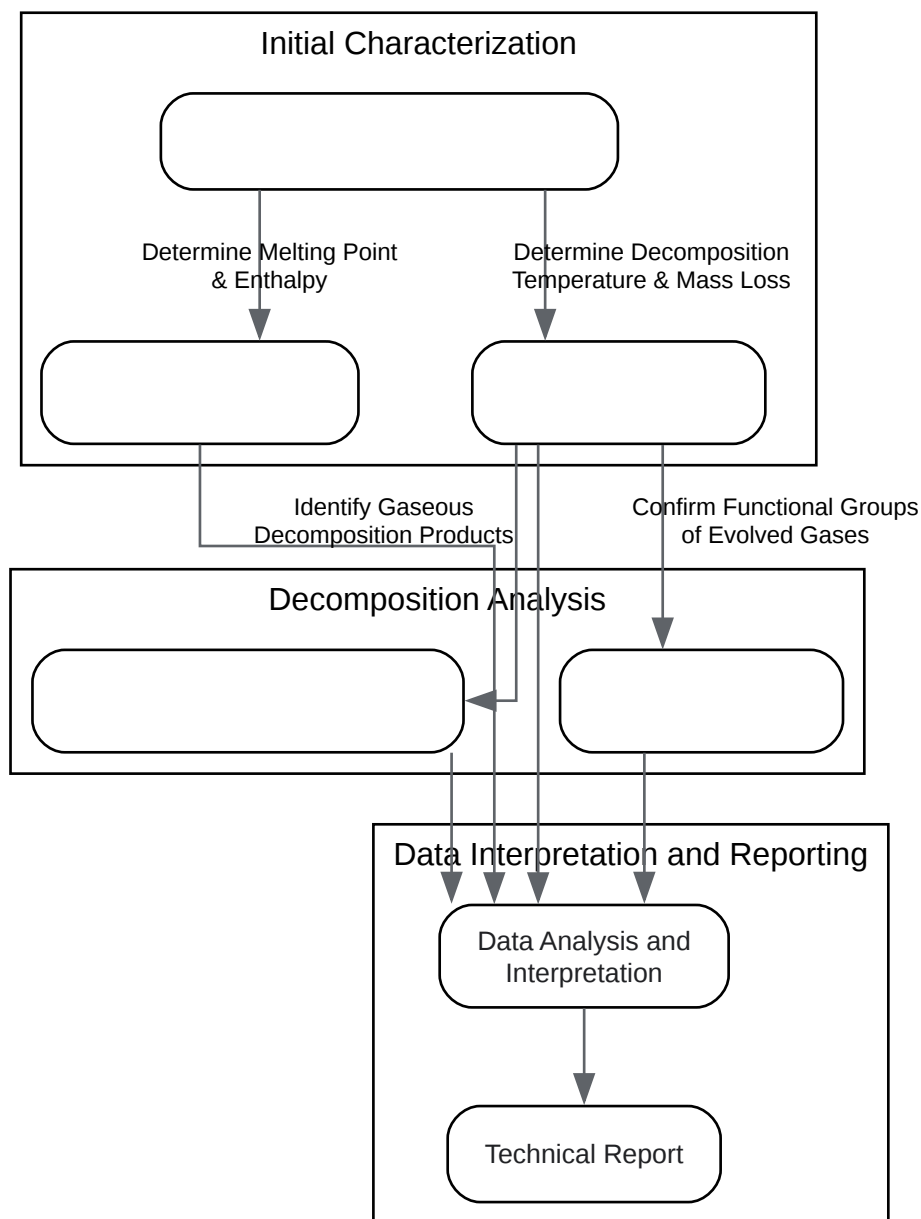 Initial Characterization
Determine Melting Point
& Enthalpy
Determine Decomposition
Temperature & Mass Loss
Identify Gaseous
Decomposition Products
Confirm Functional Groups
of Evolved Gases
Decomposition Analysis
Data Interpretation and Reporting
Data Analysis and
Interpretation
Technical Report